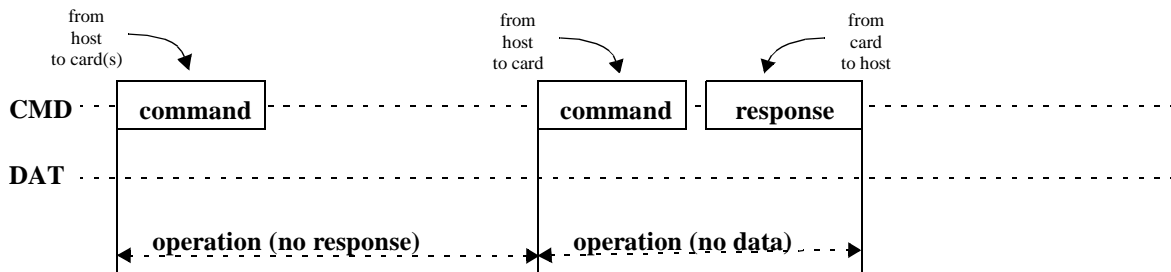 from
host
to card(s)
from
host
to card
from
card
to host
CMD
command
command
response
DAT
operation (no response)
operation (no data)